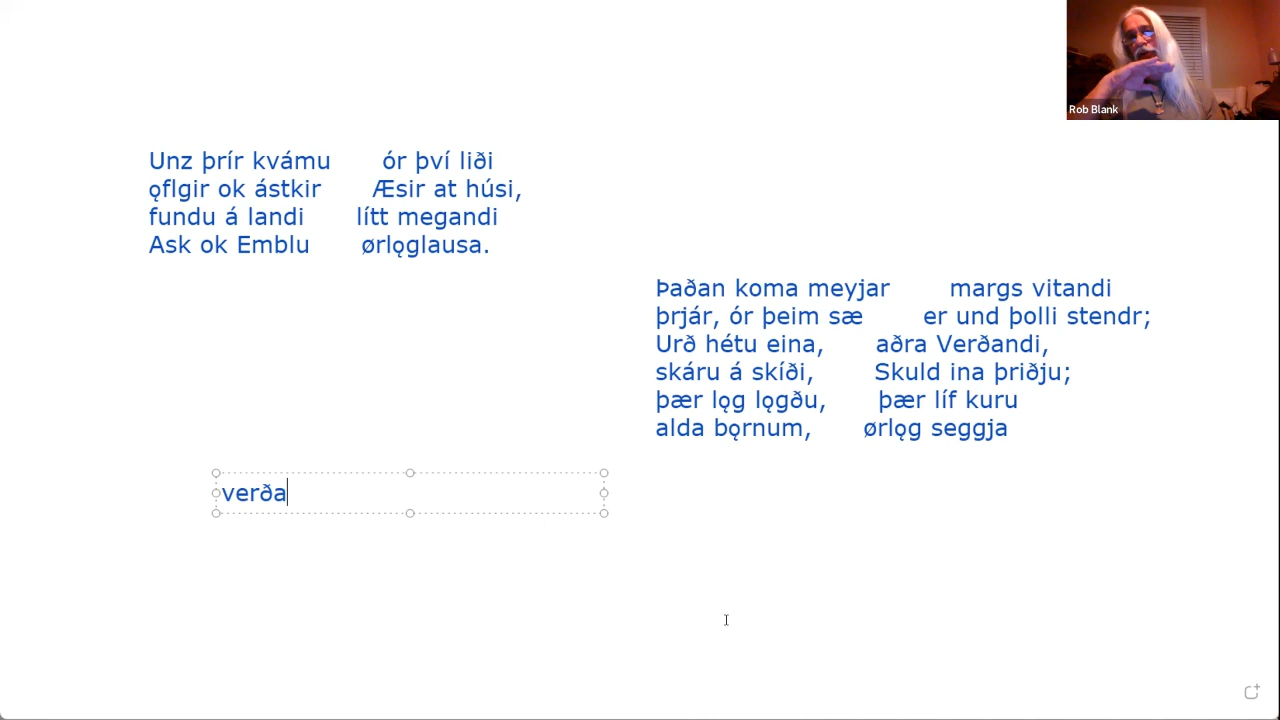 Rob Blank
Unz þrír kvámu ór því liði
ǫflgir ok ástkir Æsir at húsi,
fundu á landi lítt megandi
Ask ok Emblu ørlǫglausa.
Þaðan koma meyjar margs vitandi
þrjár, ór þeim sæ er und þolli stendr;
Urð hétu eina, aðra Verðandi,
skáru á skíði, Skuld ina þriðju;
þær lǫg lǫgðu, þær líf kuru
alda bǫrnum, ørlǫg seggja
verða